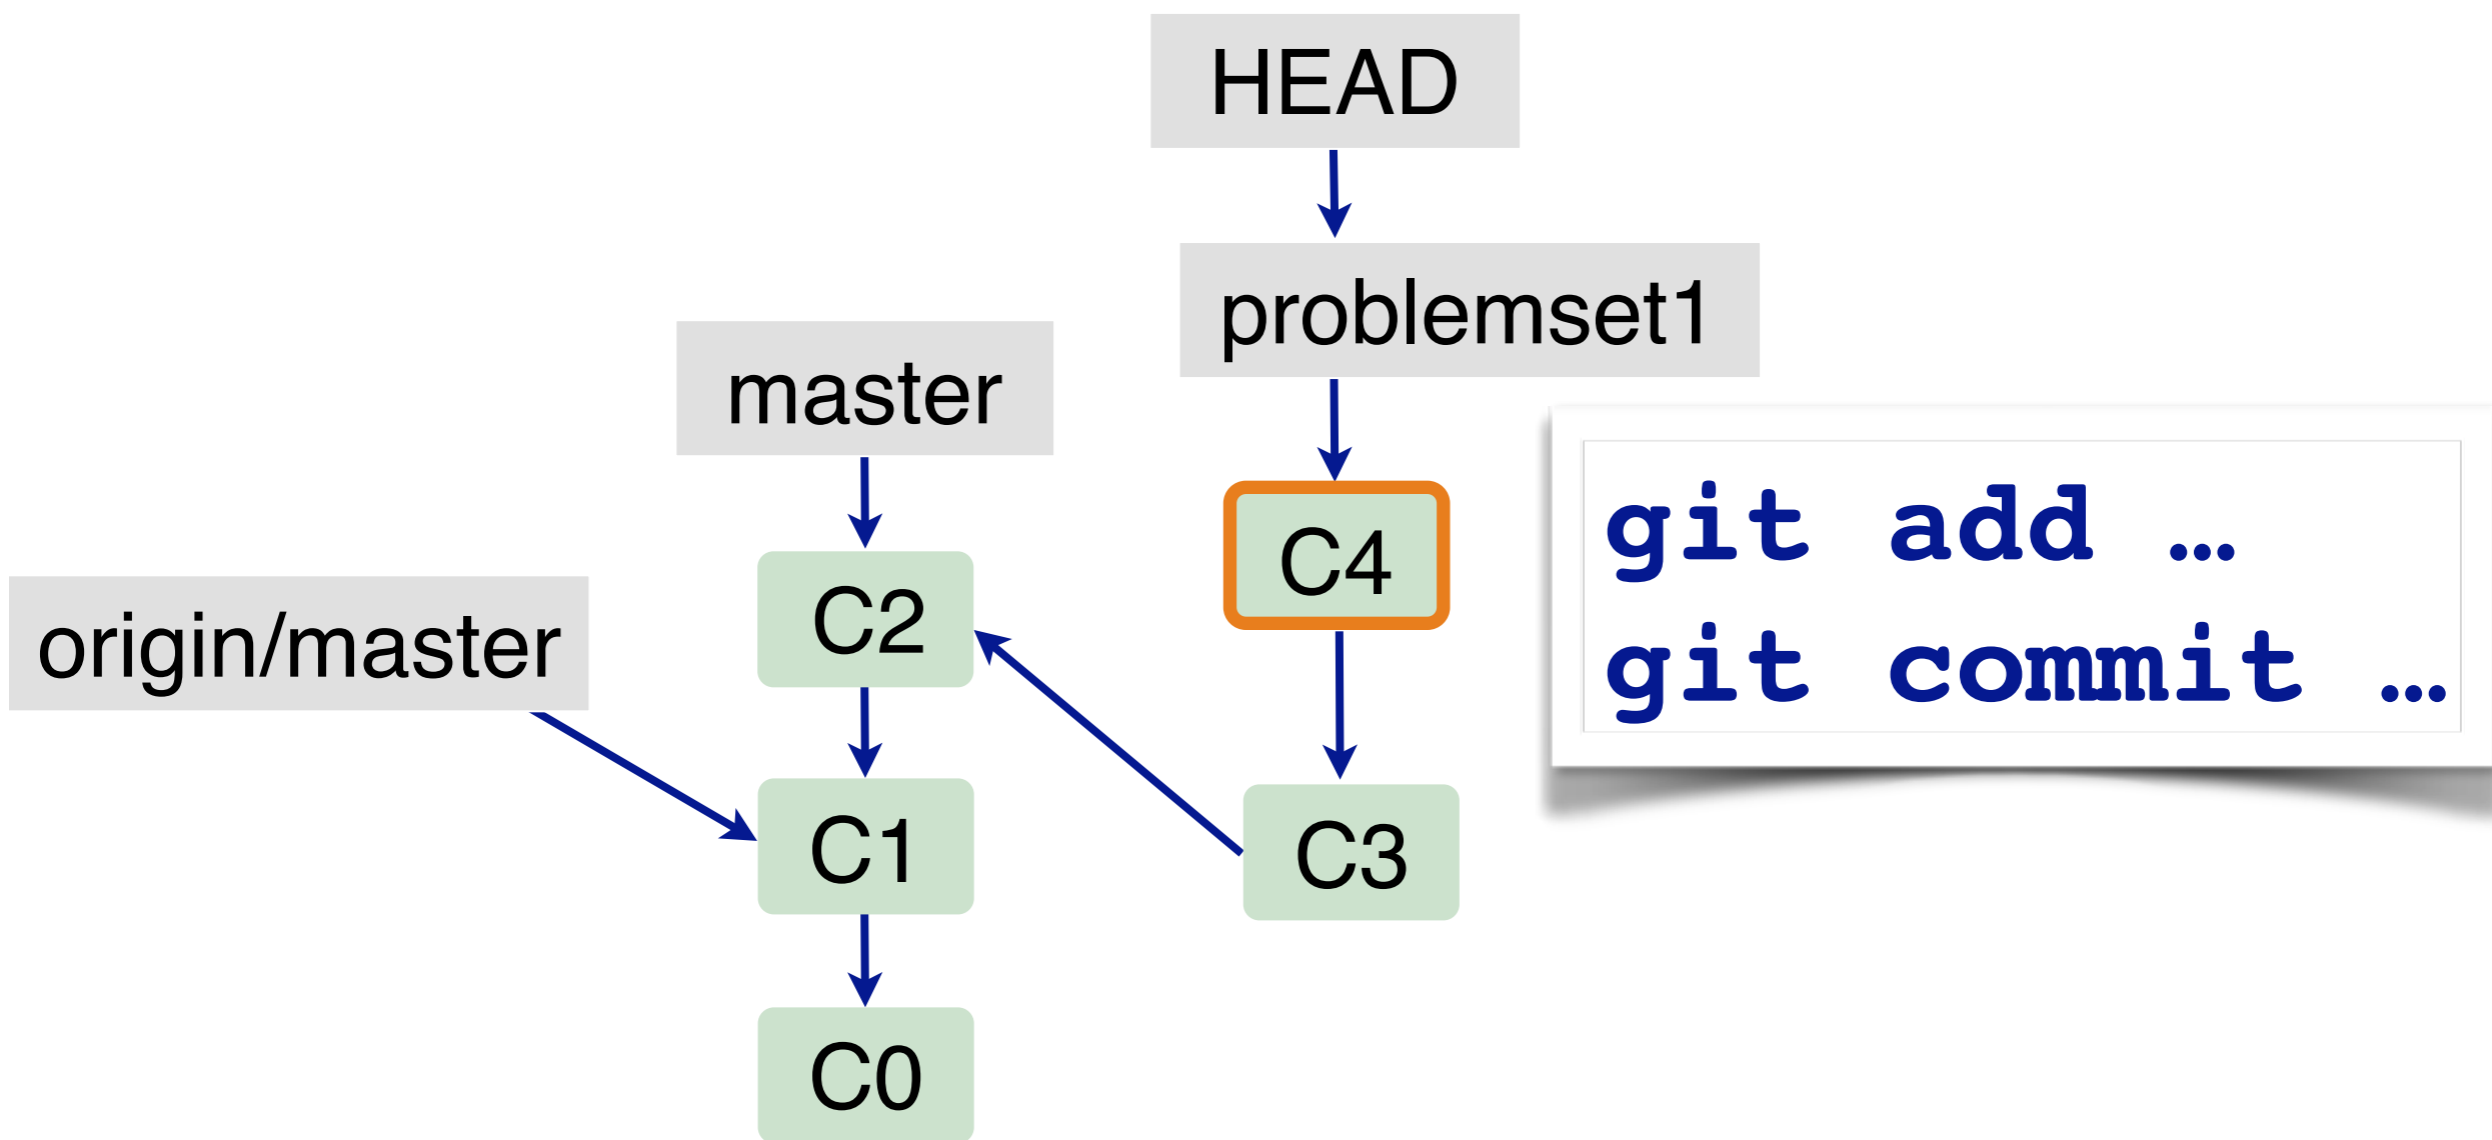 HEAD
problemset1
master
C4
git add …
git commit …
C2
origin/master
C1
C3
C0